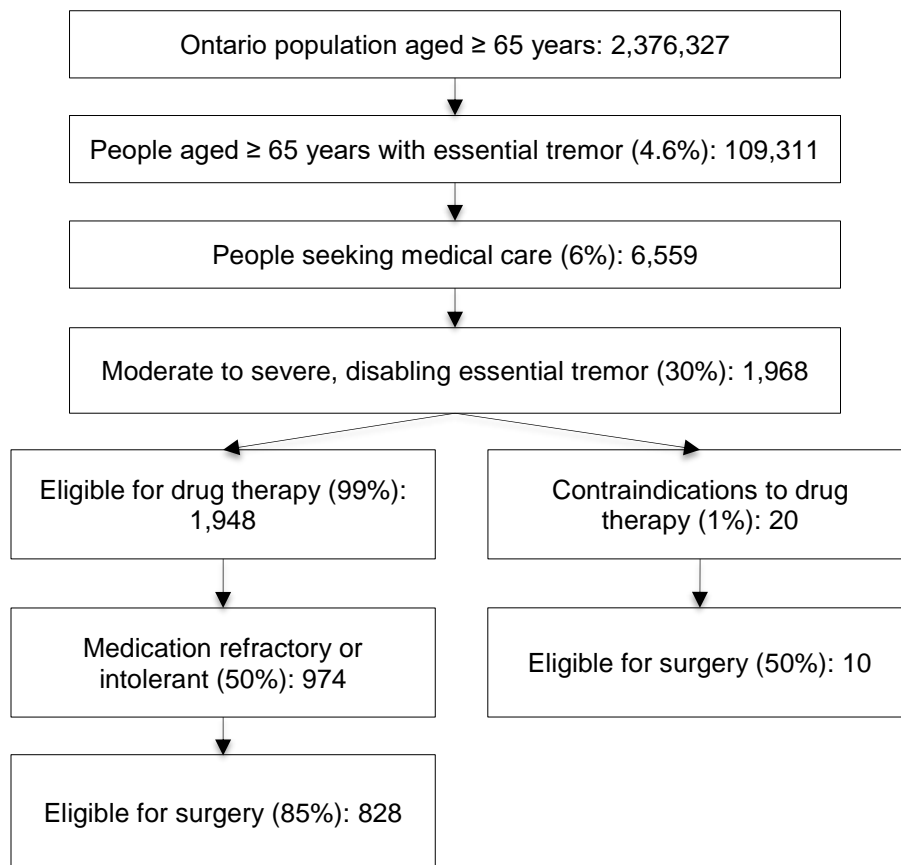 Ontario population aged ≥ 65 years: 2,376,327
People aged ≥ 65 years with essential tremor (4.6%): 109,311
People seeking medical care (6%): 6,559
Moderate to severe, disabling essential tremor (30%): 1,968
Eligible for drug therapy (99%):
1,948
Contraindications to drug
therapy (1%): 20
Medication refractory or
intolerant (50%): 974
Eligible for surgery (50%): 10
Eligible for surgery (85%): 828